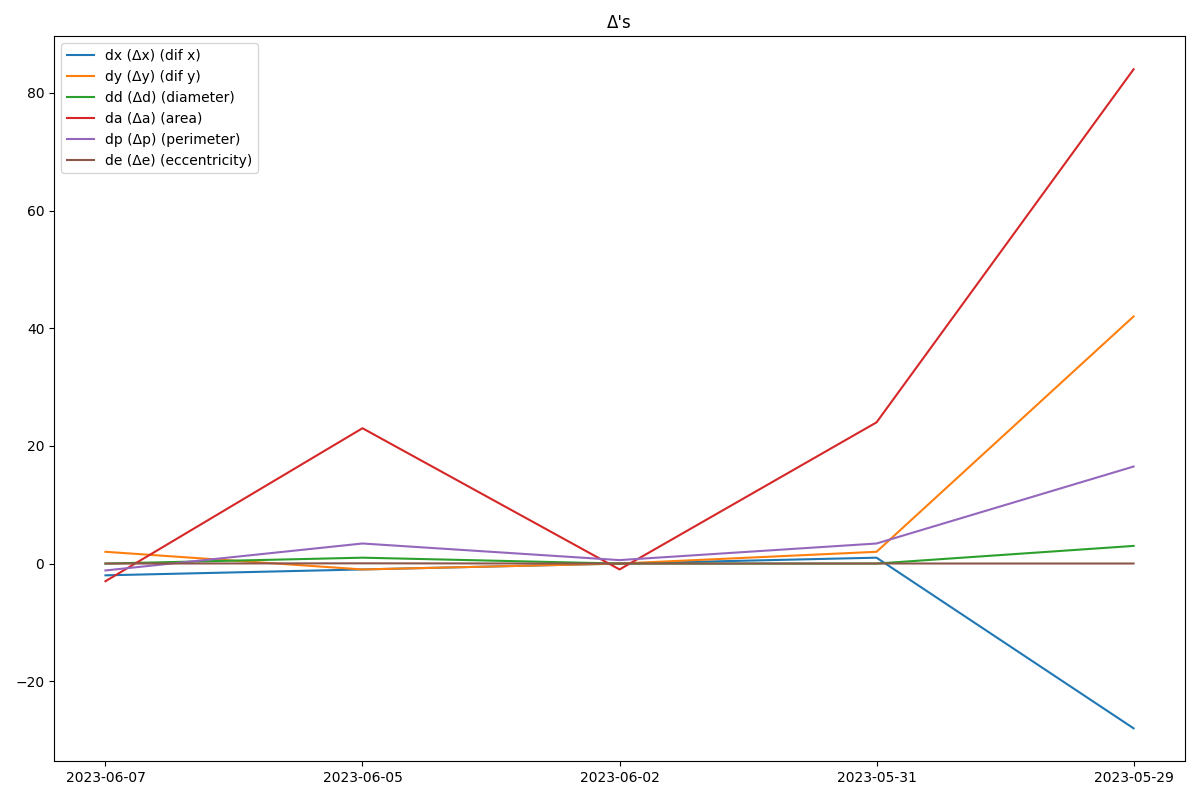 Δ's
dx (Δx) (dif x)
dy (Δy) (dif y)
dd (Δd) (diameter)
da (Δa) (area)
dp (Δp) (perimeter)
de (Δe) (eccentricity)
80
60
40
20
0
−20
2023-06-07 2023-06-05 2023-06-02 2023-05-31 2023-05-29